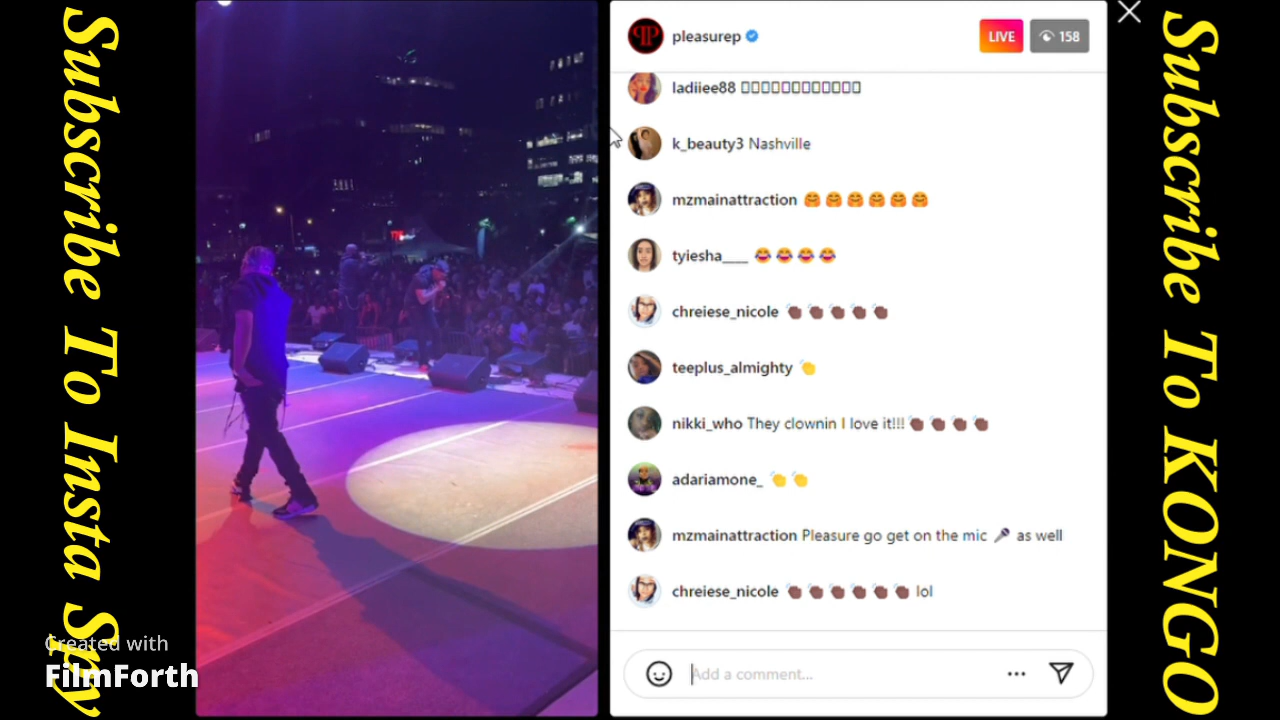 Subscribe To Insta Spy
pleasurep
LIVE
158
ladiiee88
k_beauty3 Nashville
mzmainattraction 🤗🤗🤗🤗🤗🤗
tyiesha____ 😂😂😂😂
chreiese_nicole 👏🏿👏🏿👏🏿👏🏿👏🏿
teeplus_almighty 👏
nikki_who They clownin I love it!!!👏🏿👏🏿👏🏿👏🏿
adariamone_ 👏👏
mzmainattraction Pleasure go get on the mic 🎤 as well
chreiese_nicole 👏🏿👏🏿👏🏿👏🏿👏🏿👏🏿 lol
Add a comment...
Subscribe To KONGO
Created with
FilmForth